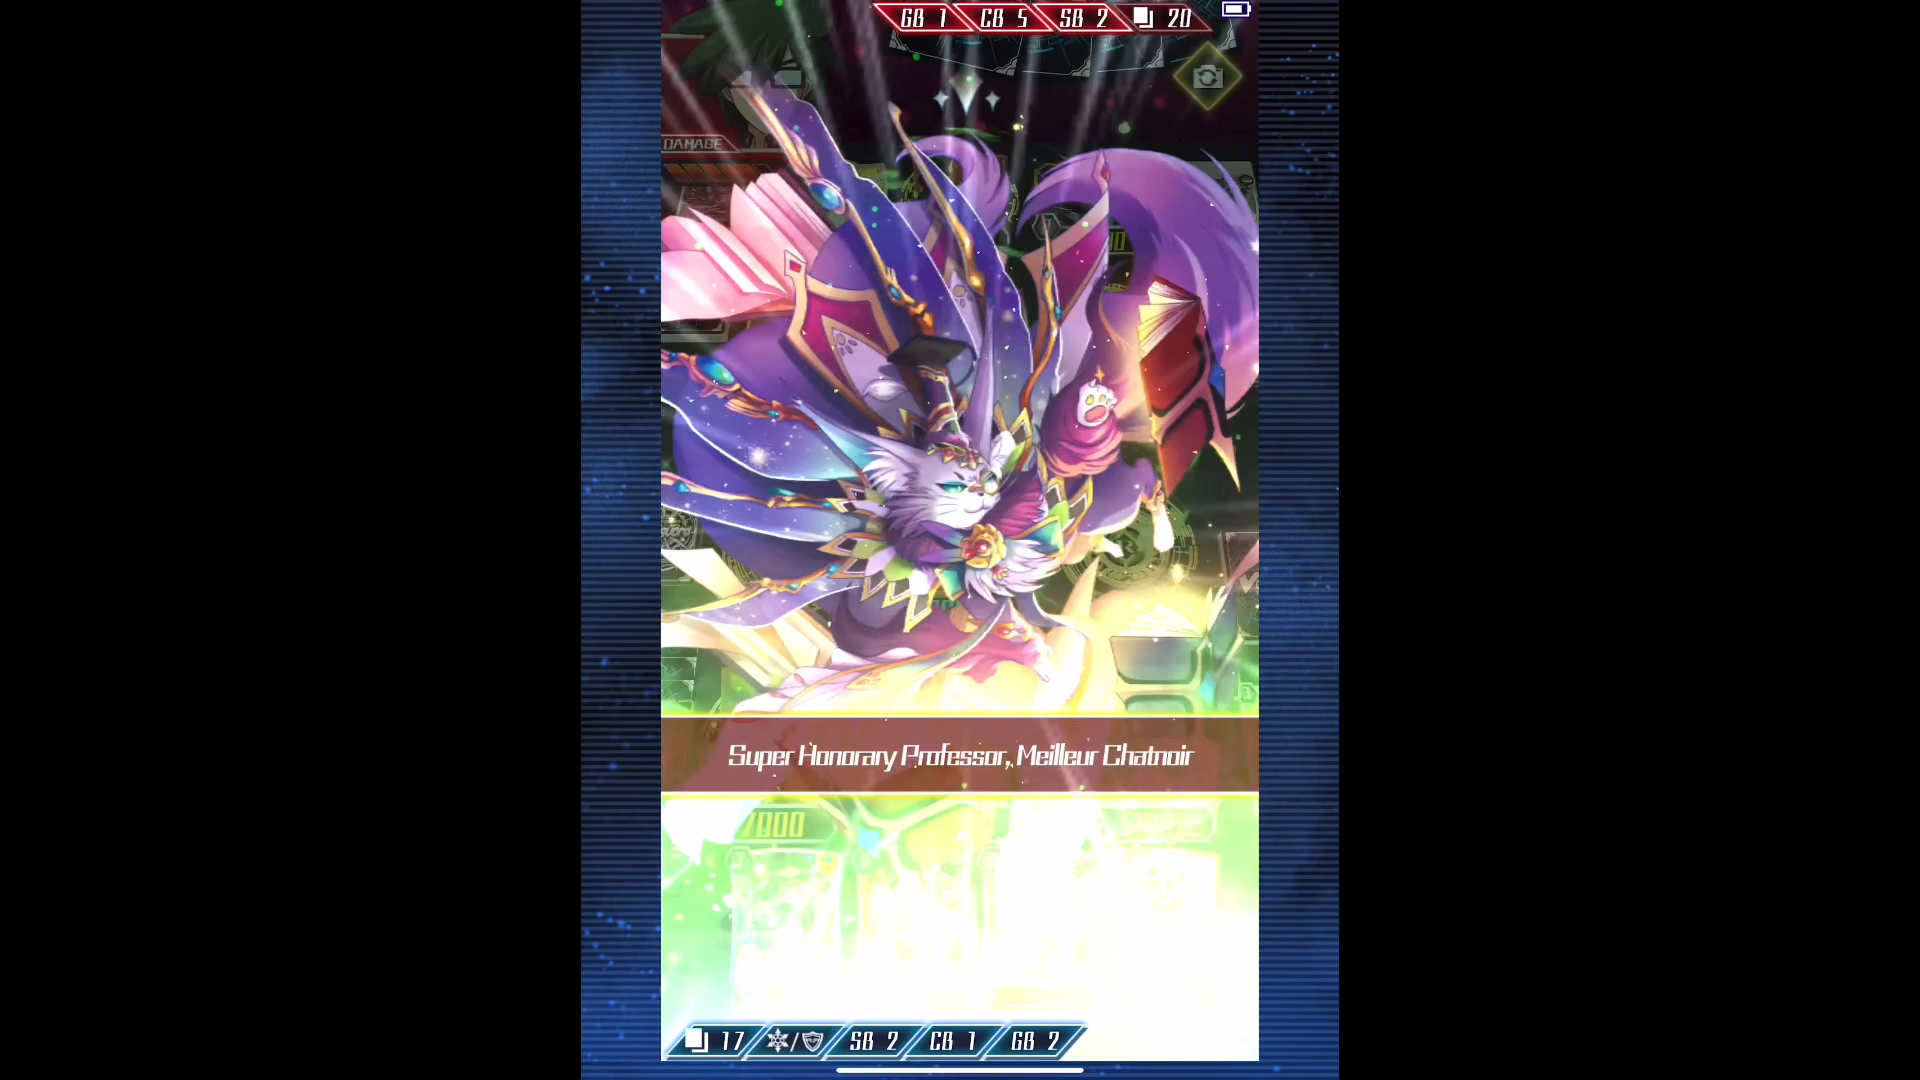 GB 1 CB 5 SB 2 20
DAMAGE
Super Honorary Professor, Meilleur Chatnoir
7000
17 / SB 2 CB 1 GB 2